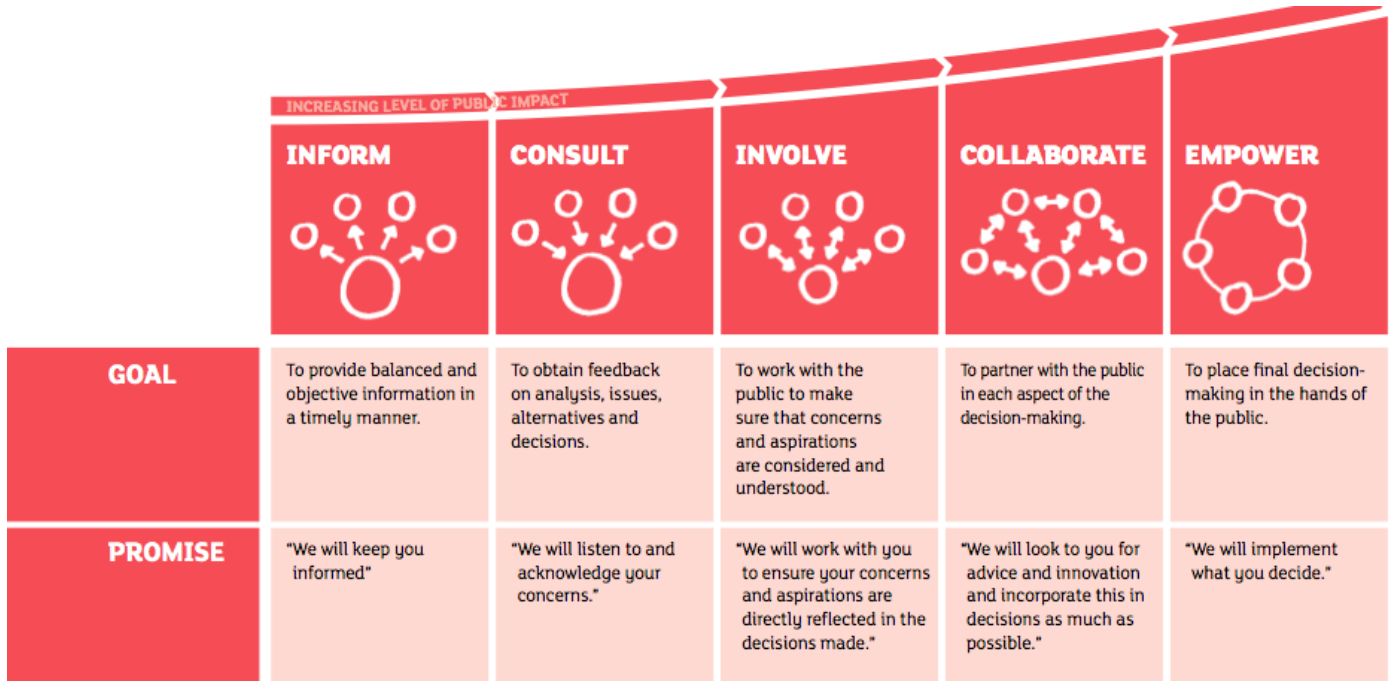 INCREASING LEVEL OF PUBLIC IMPACT
INFORM
CONSULT
INVOLVE
COLLABORATE
EMPOWER
GOAL
To provide balanced and
objective information in
a timely manner.
To obtain feedback
on analysis, issues,
alternatives and
decisions.
To work with the
public to make
sure that concerns
and aspirations
are considered and
understood.
To partner with the public
in each aspect of the
decision-making.
To place final decision-
making in the hands of
the public.
PROMISE
“We will keep you
informed”
“We will listen to and
acknowledge your
concerns.”
“We will work with you
to ensure your concerns
and aspirations are
directly reflected in the
decisions made.”
“We will look to you for
advice and innovation
and incorporate this in
decisions as much as
possible.”
“We will implement
what you decide.”